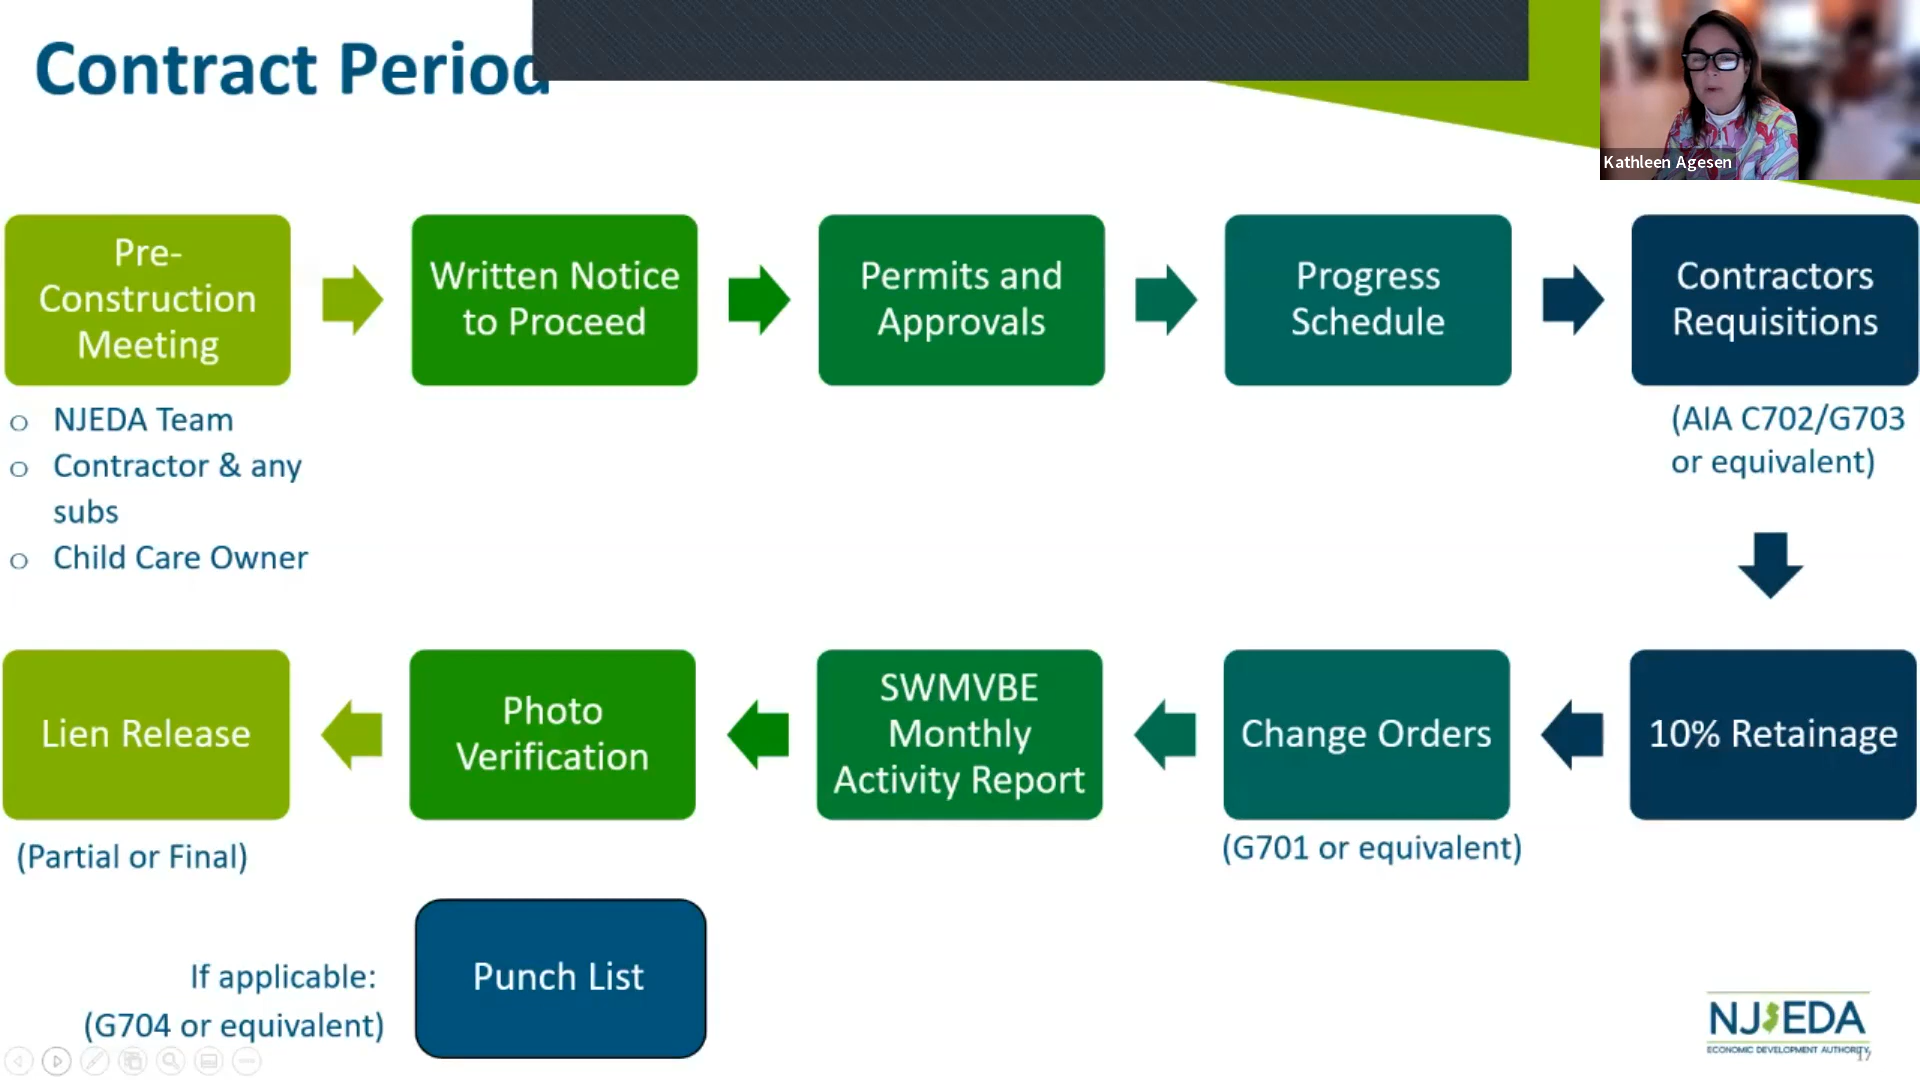 Contract Period
Kathleen Agesen
Pre-
Construction
Meeting
Written Notice
to Proceed
Permits and
Approvals
Progress
Schedule
Contractors
Requisitions
o NJEDA Team
o Contractor & any
subs
o Child Care Owner
(AIA C702/G703
or equivalent)
Lien Release
Photo
Verification
SWMVBE
Monthly
Activity Report
Change Orders
10% Retainage
(Partial or Final)
(G701 or equivalent)
If applicable:
(G704 or equivalent)
Punch List
NJEDA
ECONOMIC DEVELOPMENT AUTHORITY
17